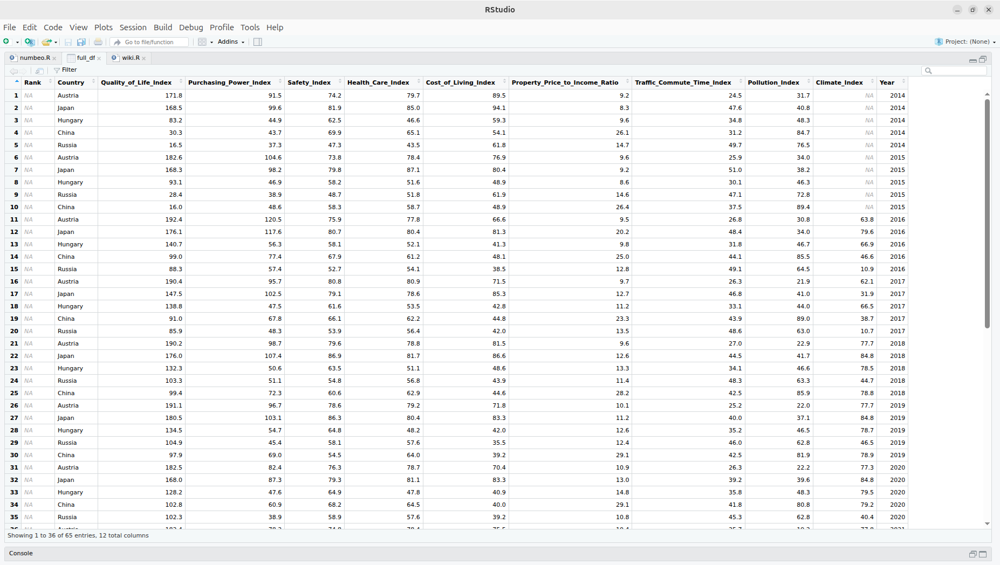 RStudio
File Edit Code View Plots Session Build Debug Profile Tools Help
Go to file/function Addins Project: (None)
numbeo.R full_df wiki.R
Filter
Rank Country Quality_of_Life_Index Purchasing_Power_Index Safety_Index Health_Care_Index Cost_of_Living_Index Property_Price_to_Income_Ratio Traffic_Commute_Time_Index Pollution_Index Climate_Index Year
1 NA Austria 171.8 91.5 74.2 79.7 89.5 9.2 24.5 31.7 NA 2014
2 NA Japan 168.5 99.6 81.9 85.0 94.1 8.3 47.6 40.8 NA 2014
3 NA Hungary 83.2 44.9 62.5 46.6 59.3 9.6 34.8 48.3 NA 2014
4 NA China 30.3 43.7 69.9 65.1 54.1 26.1 31.2 84.7 NA 2014
5 NA Russia 16.5 37.3 47.3 43.5 61.8 14.7 49.7 76.5 NA 2014
6 NA Austria 182.6 104.6 73.8 78.4 76.9 9.6 25.9 34.0 NA 2015
7 NA Japan 168.3 98.2 79.8 87.1 80.4 9.2 51.0 38.2 NA 2015
8 NA Hungary 93.1 46.9 58.2 51.6 48.9 8.6 30.1 46.3 NA 2015
9 NA Russia 28.4 38.9 48.7 51.8 61.9 14.6 47.1 72.8 NA 2015
10 NA China 16.0 48.6 58.3 58.7 48.9 26.4 37.5 89.4 NA 2015
11 NA Austria 192.4 120.5 75.9 77.8 66.6 9.5 26.8 30.8 63.8 2016
12 NA Japan 176.1 117.6 80.7 80.4 81.3 20.2 48.4 34.0 79.6 2016
13 NA Hungary 140.7 56.3 58.1 52.1 41.3 9.8 31.8 46.7 66.9 2016
14 NA China 99.0 77.4 67.9 61.2 48.1 25.0 44.1 85.5 46.6 2016
15 NA Russia 88.3 57.4 52.7 54.1 38.5 12.8 49.1 64.5 10.9 2016
16 NA Austria 190.4 95.7 80.8 80.9 71.5 9.7 26.3 21.9 62.1 2017
17 NA Japan 147.5 102.5 79.1 78.6 85.3 12.7 46.8 41.0 31.9 2017
18 NA Hungary 138.8 47.5 61.6 53.5 42.8 11.2 33.1 44.0 66.5 2017
19 NA China 91.0 67.8 66.1 62.2 44.8 23.3 43.9 89.0 38.7 2017
20 NA Russia 85.9 48.3 53.9 56.4 42.0 13.5 48.6 63.0 10.7 2017
21 NA Austria 190.2 98.7 79.6 78.8 81.5 9.6 27.0 22.9 77.7 2018
22 NA Japan 176.0 107.4 86.9 81.7 86.6 12.6 44.5 41.7 84.8 2018
23 NA Hungary 132.3 50.6 63.5 51.1 48.6 13.3 34.1 46.6 78.5 2018
24 NA Russia 103.3 51.1 54.8 56.8 43.9 11.4 48.3 63.3 44.7 2018
25 NA China 99.4 72.3 60.6 62.9 44.6 28.2 42.5 85.9 78.8 2018
26 NA Austria 191.1 96.7 78.6 79.2 71.8 10.1 25.2 22.0 77.7 2019
27 NA Japan 180.5 103.1 86.3 80.4 83.3 11.2 40.0 37.1 84.8 2019
28 NA Hungary 134.5 54.7 64.8 48.2 42.0 12.6 35.2 46.5 78.7 2019
29 NA Russia 104.9 45.4 58.1 57.6 35.5 12.4 46.0 62.8 46.5 2019
30 NA China 97.9 69.0 54.5 64.0 39.2 29.1 42.5 81.9 78.9 2019
31 NA Austria 182.5 82.4 76.3 78.7 70.4 10.9 26.3 22.2 77.3 2020
32 NA Japan 168.0 87.3 79.3 81.1 83.3 13.0 39.2 39.6 84.8 2020
33 NA Hungary 128.2 47.6 64.9 47.8 40.9 14.8 35.8 48.3 79.5 2020
34 NA China 102.8 60.9 68.2 64.5 40.0 29.1 41.8 80.8 79.2 2020
35 NA Russia 102.3 38.9 58.9 57.6 39.2 10.8 45.3 62.8 40.4 2020
Showing 1 to 36 of 65 entries, 12 total columns
Console